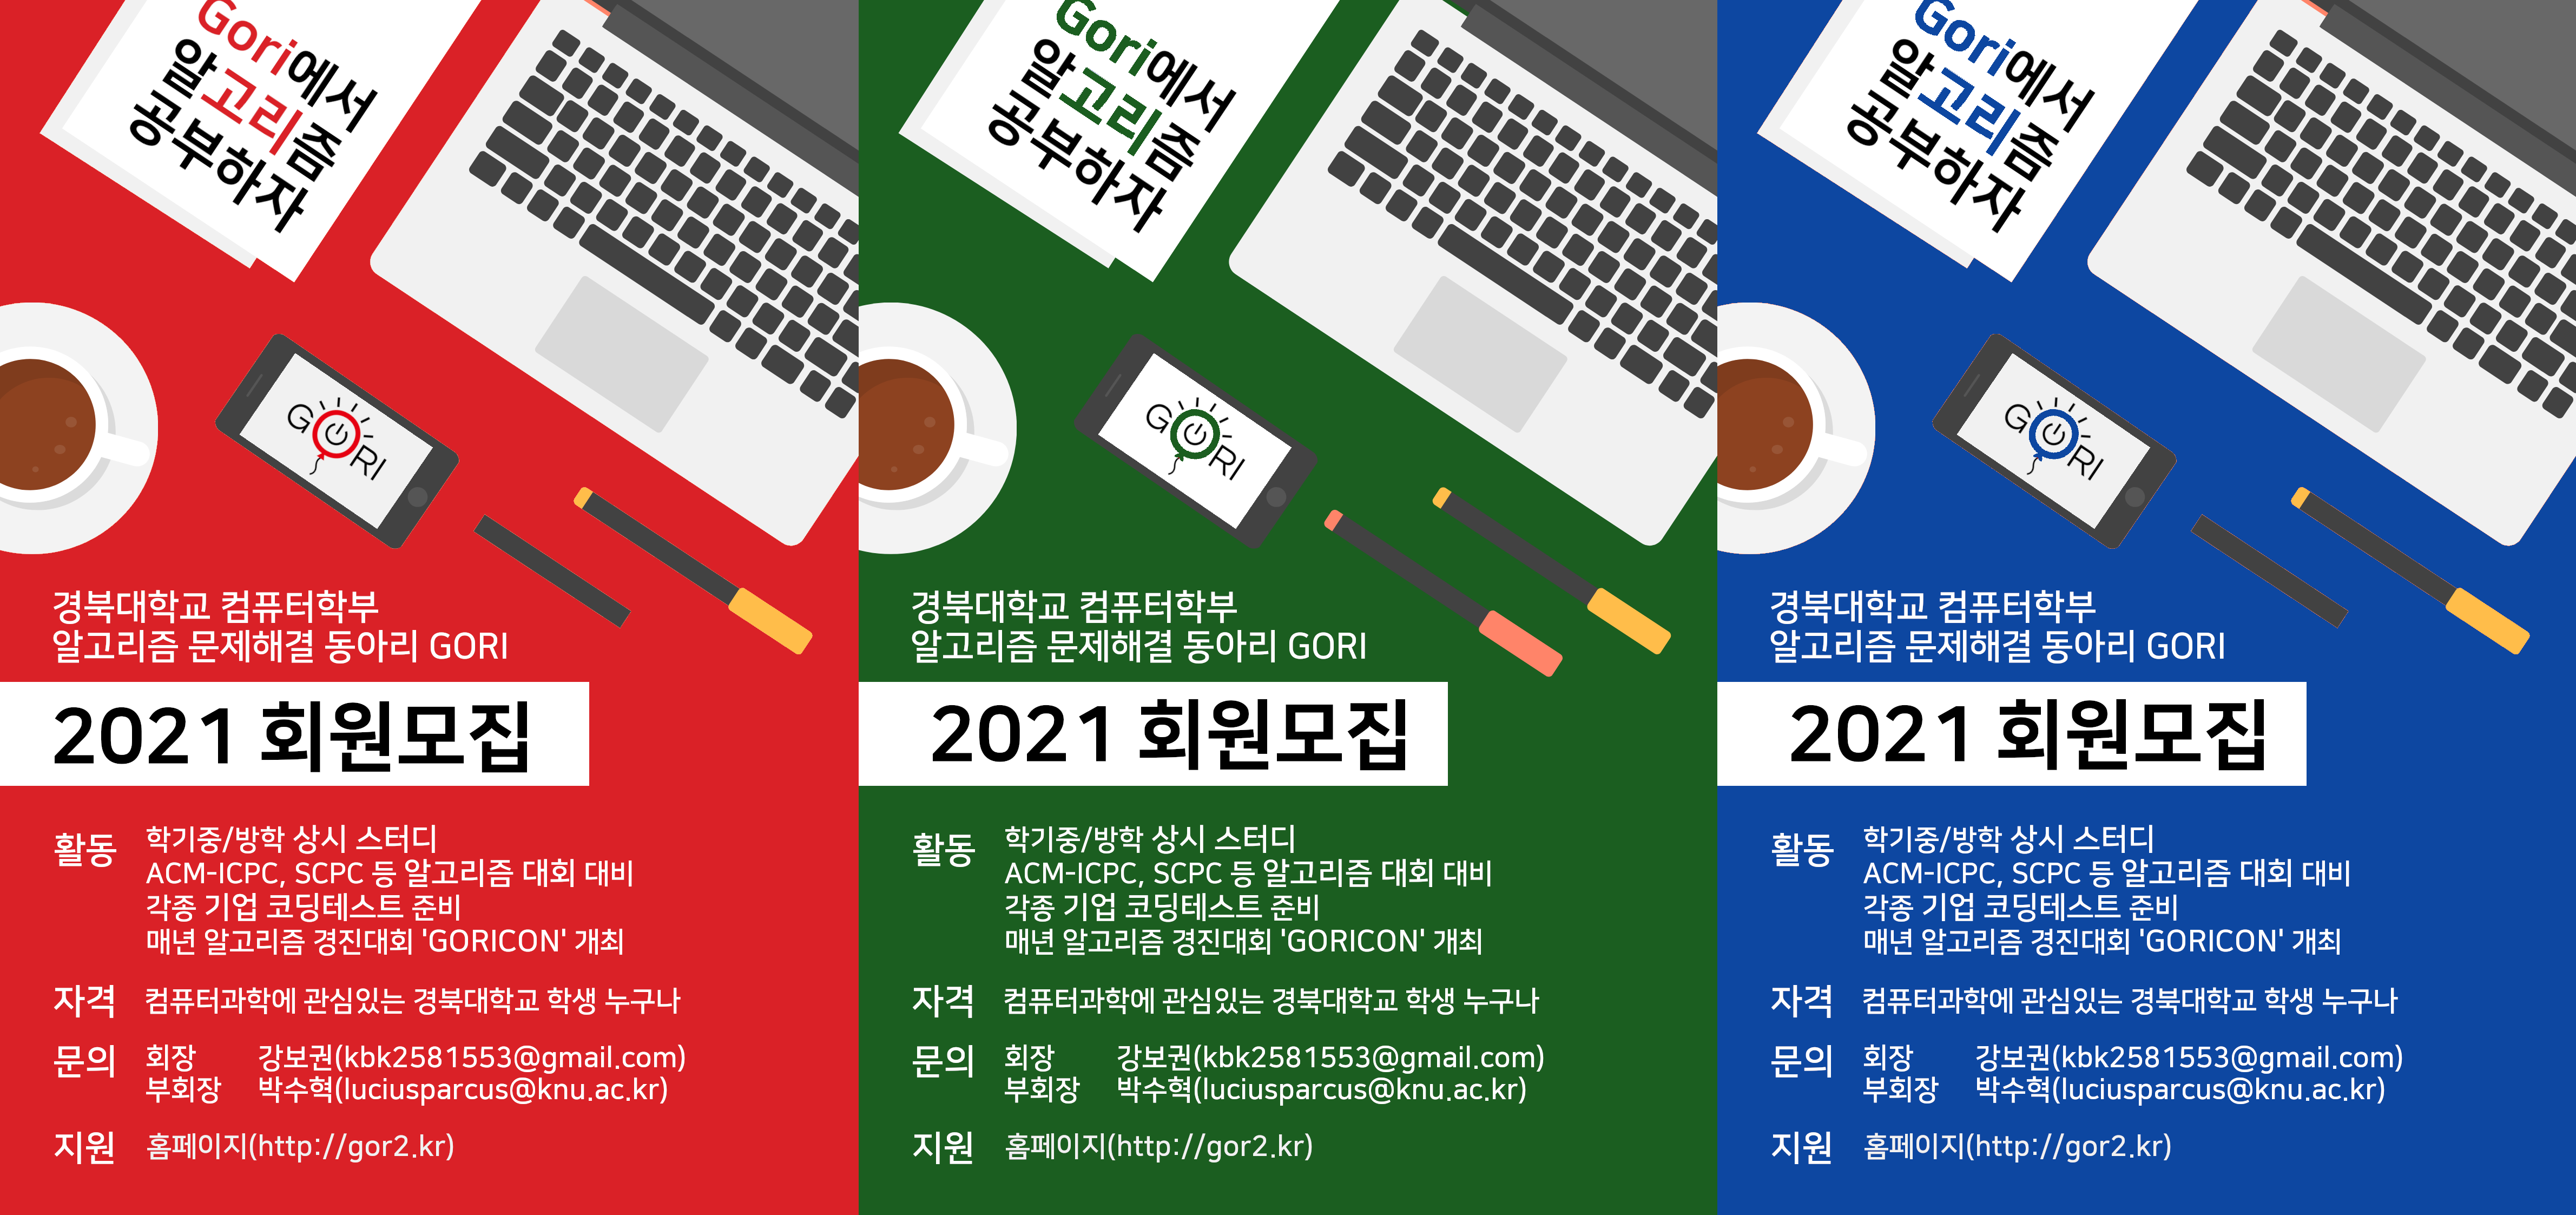 Gori에서
알고리즘
공부하자
GORI
경북대학교 컴퓨터학부
알고리즘 문제해결 동아리 GORI
2021 회원모집
활동 학기중/방학 상시 스터디
ACM-ICPC, SCPC 등 알고리즘 대회 대비
각종 기업 코딩테스트 준비
매년 알고리즘 경진대회 'GORICON' 개최
자격 컴퓨터과학에 관심있는 경북대학교 학생 누구나
문의 회장 강보권(kbk2581553@gmail.com)
부회장 박수혁(luciusparcus@knu.ac.kr)
지원 홈페이지(http://gor2.kr)
Gori에서
알고리즘
공부하자
GORI
경북대학교 컴퓨터학부
알고리즘 문제해결 동아리 GORI
2021 회원모집
활동 학기중/방학 상시 스터디
ACM-ICPC, SCPC 등 알고리즘 대회 대비
각종 기업 코딩테스트 준비
매년 알고리즘 경진대회 'GORICON' 개최
자격 컴퓨터과학에 관심있는 경북대학교 학생 누구나
문의 회장 강보권(kbk2581553@gmail.com)
부회장 박수혁(luciusparcus@knu.ac.kr)
지원 홈페이지(http://gor2.kr)
Gori에서
알고리즘
공부하자
GORI
경북대학교 컴퓨터학부
알고리즘 문제해결 동아리 GORI
2021 회원모집
활동 학기중/방학 상시 스터디
ACM-ICPC, SCPC 등 알고리즘 대회 대비
각종 기업 코딩테스트 준비
매년 알고리즘 경진대회 'GORICON' 개최
자격 컴퓨터과학에 관심있는 경북대학교 학생 누구나
문의 회장 강보권(kbk2581553@gmail.com)
부회장 박수혁(luciusparcus@knu.ac.kr)
지원 홈페이지(http://gor2.kr)